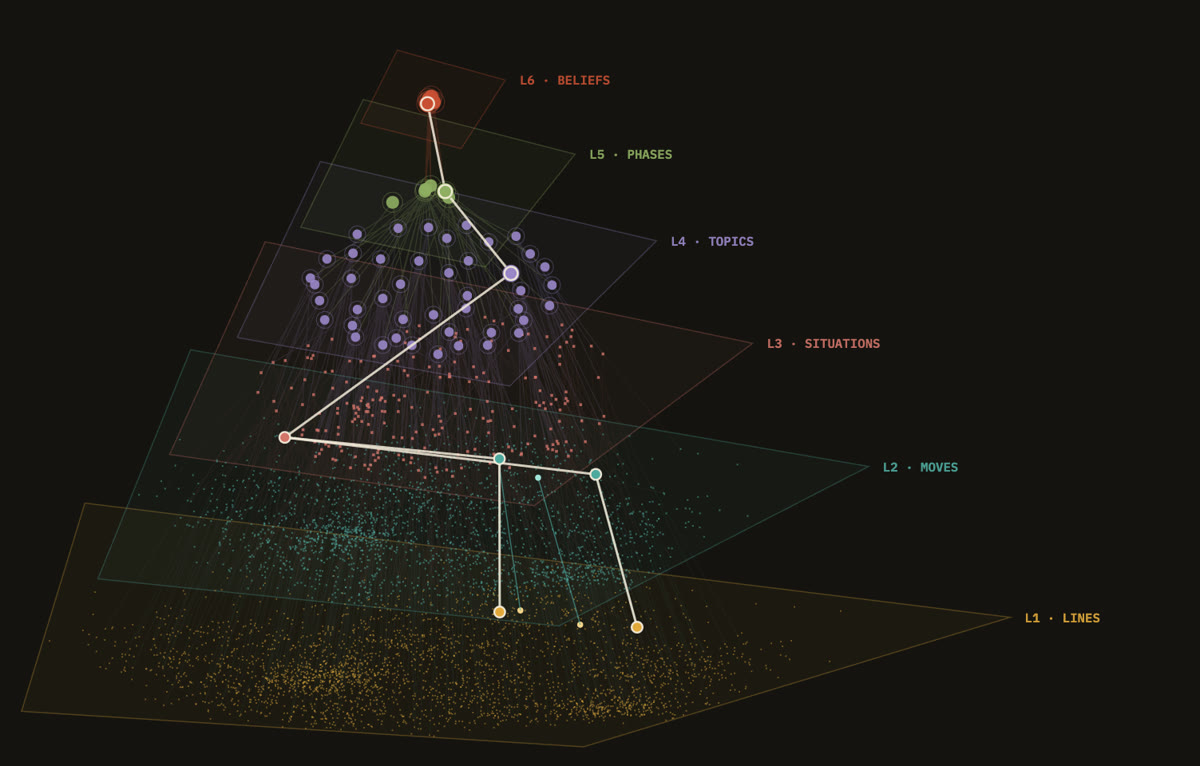 L6 · BELIEFS
L5 · PHASES
L4 · TOPICS
L3 · SITUATIONS
L2 · MOVES
L1 · LINES